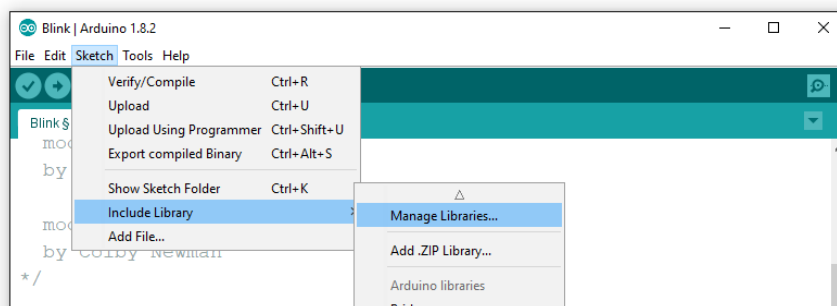 Blink | Arduino 1.8.2
File Edit Sketch Tools Help
Verify/Compile Ctrl+R
Upload Ctrl+U
Upload Using Programmer Ctrl+Shift+U
Export compiled Binary Ctrl+Alt+S
Show Sketch Folder Ctrl+K
Include Library
Add File...
Manage Libraries...
Add .ZIP Library...
Arduino libraries
Blink §
by
by Colby Newman
*/